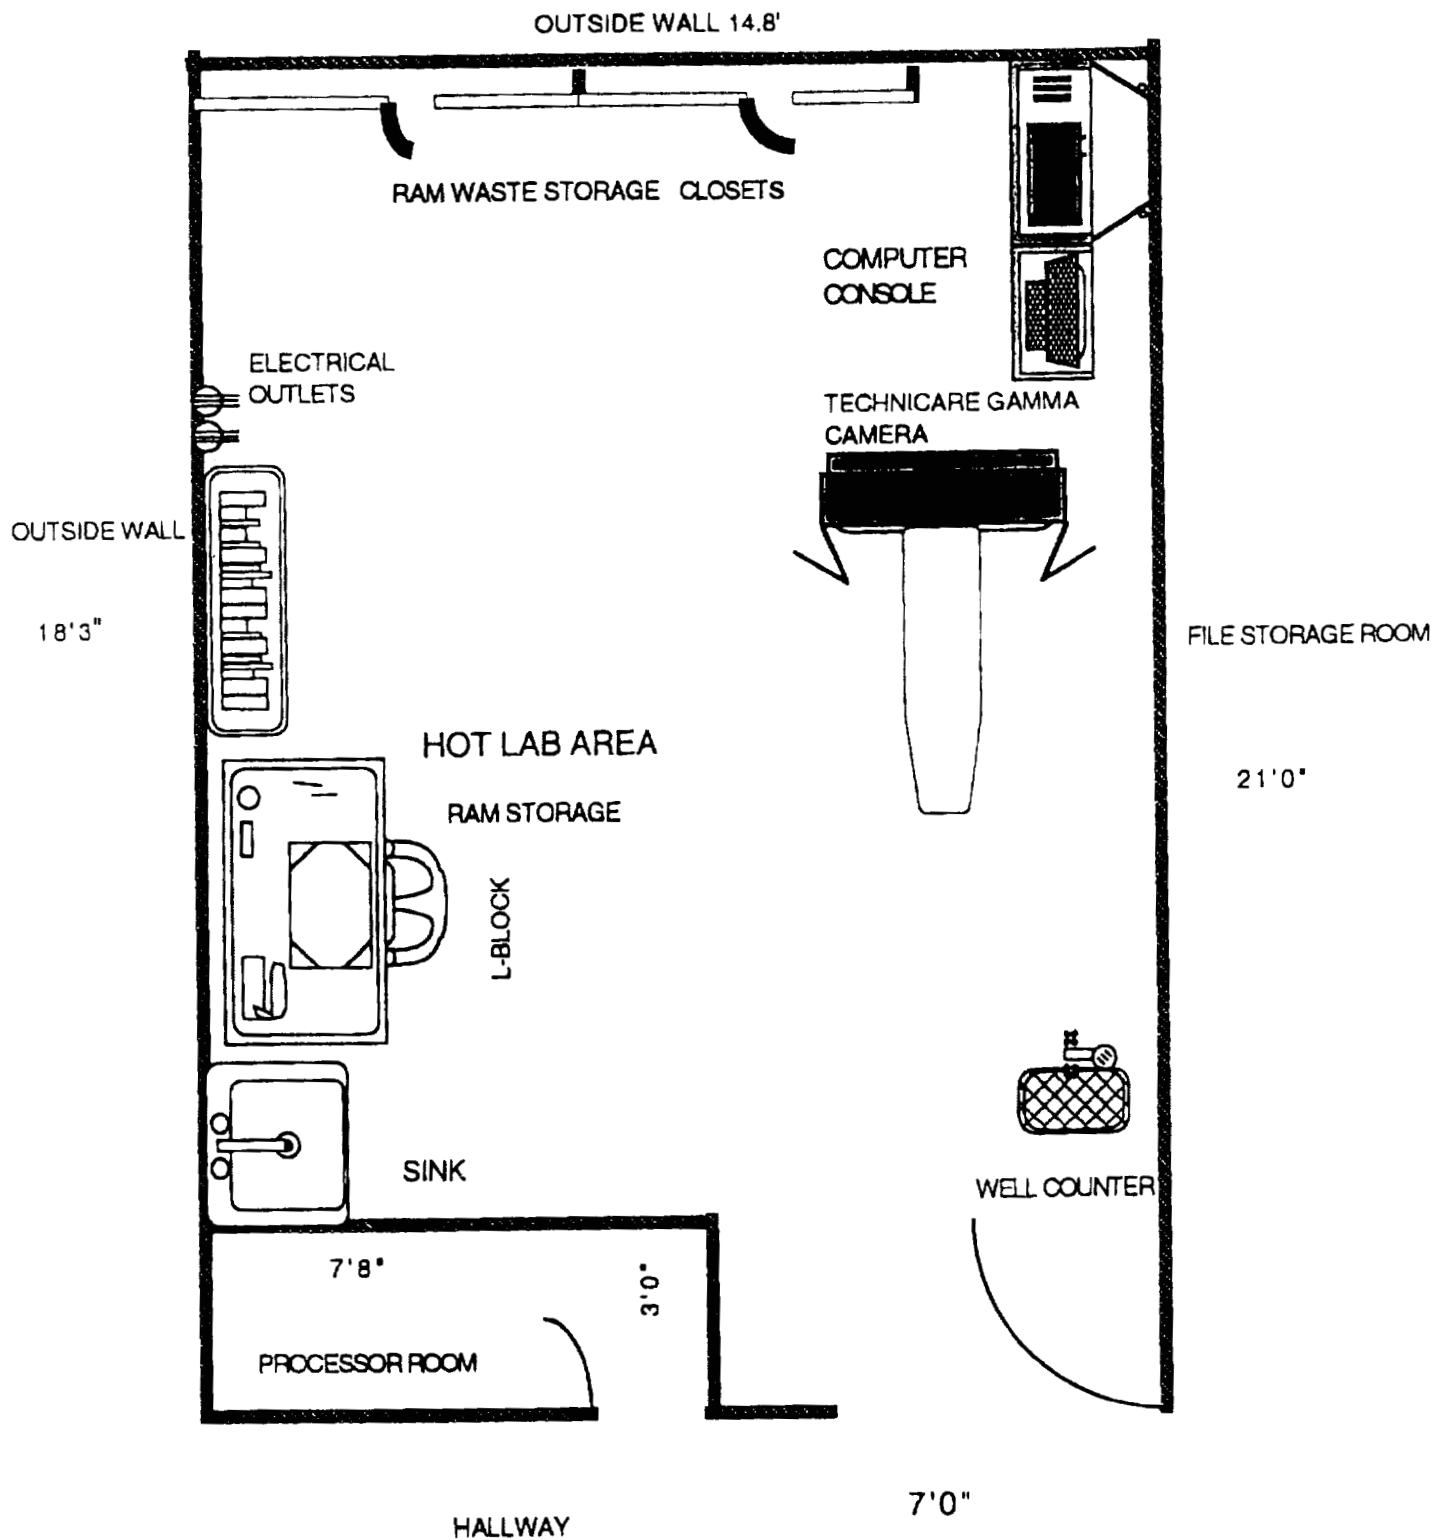 OUTSIDE WALL 14.8'
RAM WASTE STORAGE CLOSETS
COMPUTER
CONSOLE
ELECTRICAL
OUTLETS
TECHNICARE GAMMA
CAMERA
OUTSIDE WALL
18'3"
FILE STORAGE ROOM
21'0"
HOT LAB AREA
RAM STORAGE
L-BLOCK
SINK
WELL COUNTER
7'8"
3'0"
PROCESSOR ROOM
7'0"
HALLWAY